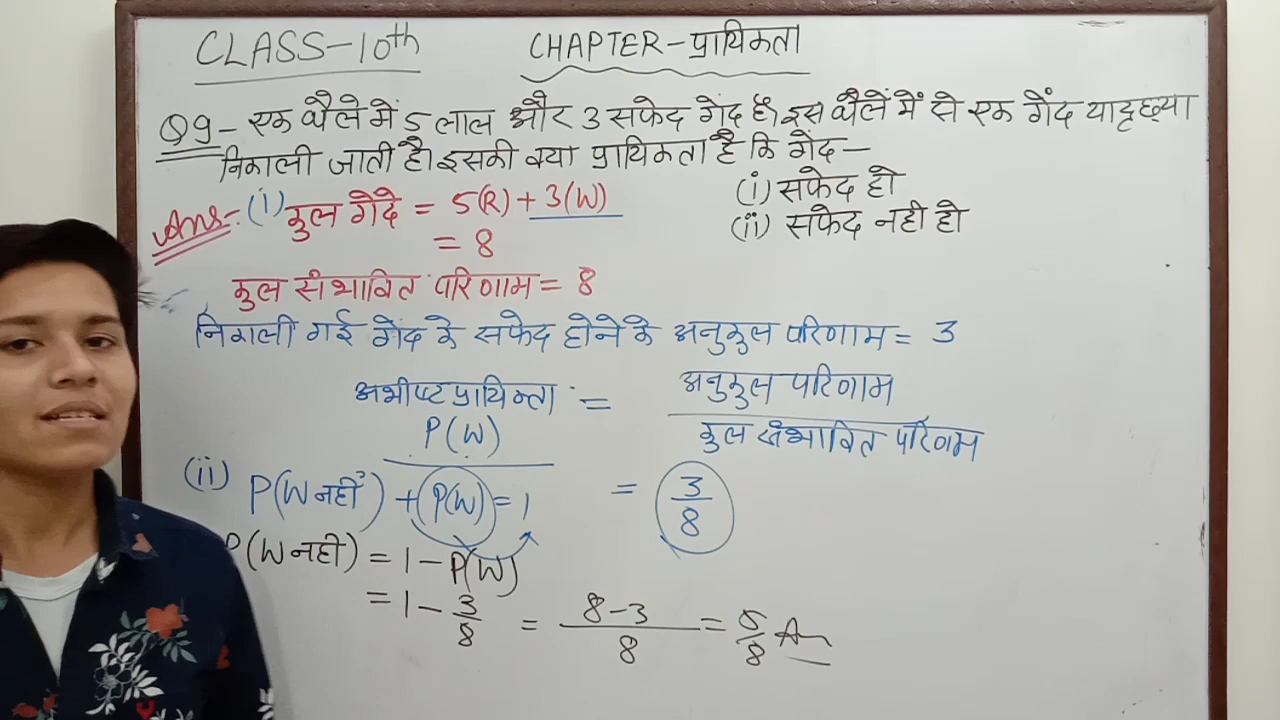 CLASS-10th CHAPTER-प्रायिकता
Q9- एक थैले में 5 लाल और 3 सफेद गेंद है। इस थैलें में से एक गेंद यादृच्छया
निकाली जाती है। इसकी क्या प्रायिकता है कि गेंद-
(i) सफेद हो
(ii) सफेद नही हो
Ans:- (i) कुल गेंदे = 5(R) + 3(W)
= 8
कुल संभावित परिणाम = 8
निकाली गई गेंद के सफेद होने के अनुकुल परिणाम = 3
अभीष्ट प्रायिकता = अनुकुल परिणाम
P(W) कुल संभावित परिणाम
= 3/8
(ii) P(W नहीं) + P(W) = 1
P(W नही) = 1 - P(W)
= 1 - 3/8 = 8-3/8 = 5/8 An